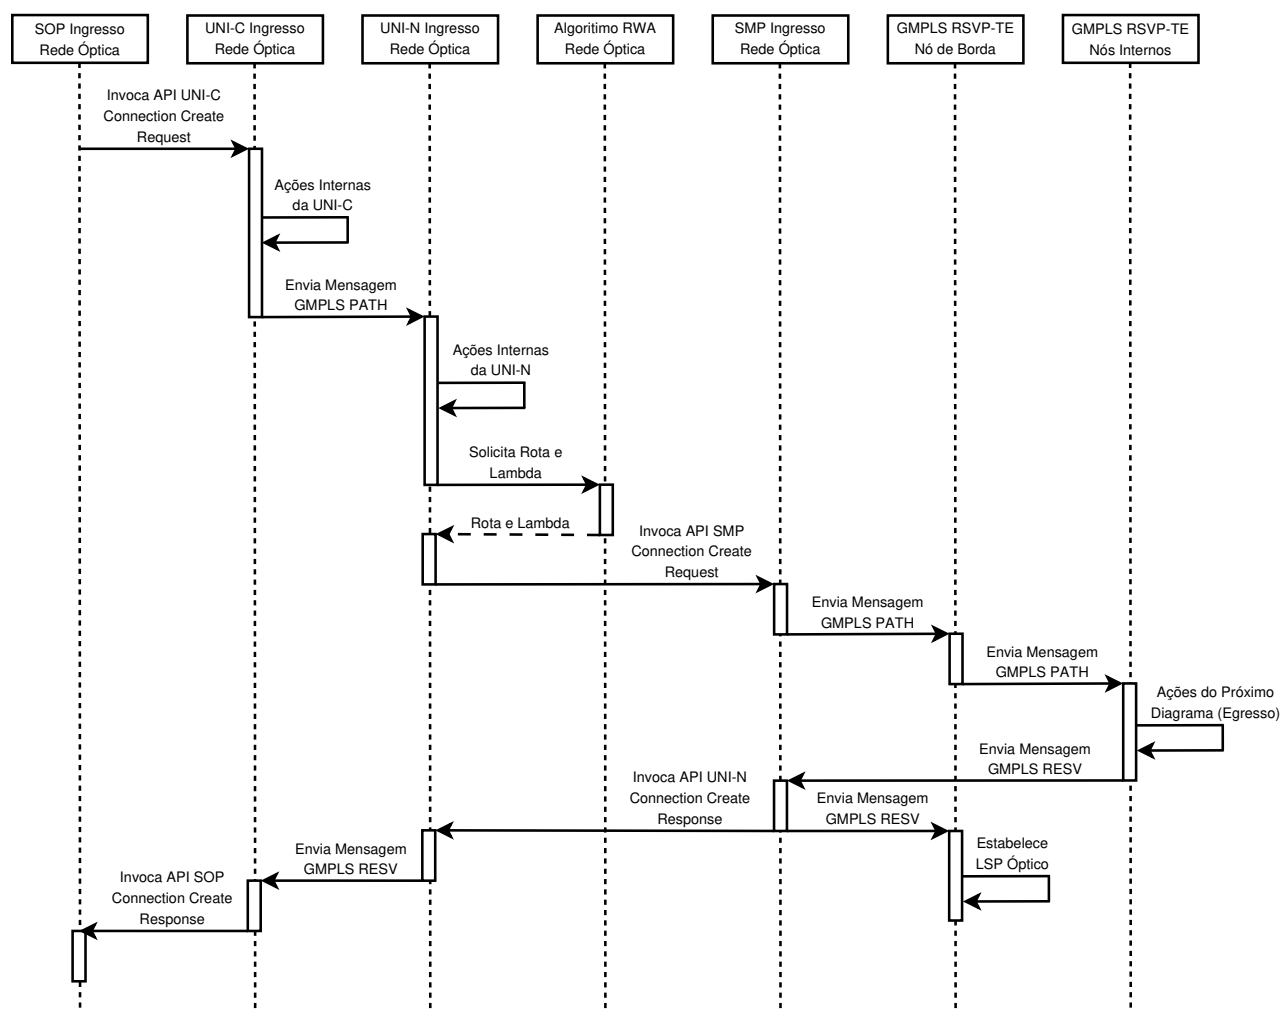 SOP Ingresso
Rede Óptica
UNI-C Ingresso
Rede Óptica
UNI-N Ingresso
Rede Óptica
Algoritimo RWA
Rede Óptica
SMP Ingresso
Rede Óptica
GMPLS RSVP-TE
Nó de Borda
GMPLS RSVP-TE
Nós Internos
Invoca API UNI-C
Connection Create
Request
Ações Internas
da UNI-C
Envia Mensagem
GMPLS PATH
Ações Internas
da UNI-N
Solicita Rota e
Lambda
Rota e Lambda
Invoca API SMP
Connection Create
Request
Envia Mensagem
GMPLS PATH
Envia Mensagem
GMPLS PATH
Ações do Próximo
Diagrama (Egresso)
Envia Mensagem
GMPLS RESV
Invoca API UNI-N
Connection Create
Response
Envia Mensagem
GMPLS RESV
Estabelece
LSP Óptico
Envia Mensagem
GMPLS RESV
Invoca API SOP
Connection Create
Response